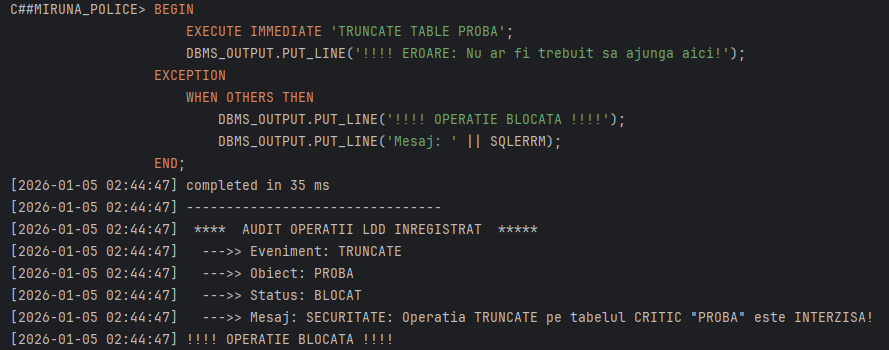 C##MIRUNA_POLICE> BEGIN
EXECUTE IMMEDIATE 'TRUNCATE TABLE PROBA';
DBMS_OUTPUT.PUT_LINE('!!!! EROARE: Nu ar fi trebuit sa ajunga aici!');
EXCEPTION
WHEN OTHERS THEN
DBMS_OUTPUT.PUT_LINE('!!!! OPERATIE BLOCATA !!!!');
DBMS_OUTPUT.PUT_LINE('Mesaj: ' || SQLERRM);
END;
[2026-01-05 02:44:47] completed in 35 ms
[2026-01-05 02:44:47] --------------------------------
[2026-01-05 02:44:47]  ****  AUDIT OPERATII LDD INREGISTRAT  *****
[2026-01-05 02:44:47]   --->> Eveniment: TRUNCATE
[2026-01-05 02:44:47]   --->> Obiect: PROBA
[2026-01-05 02:44:47]   --->> Status: BLOCAT
[2026-01-05 02:44:47]   --->> Mesaj: SECURITATE: Operatia TRUNCATE pe tabelul CRITIC "PROBA" este INTERZISA!
[2026-01-05 02:44:47] !!!! OPERATIE BLOCATA !!!!